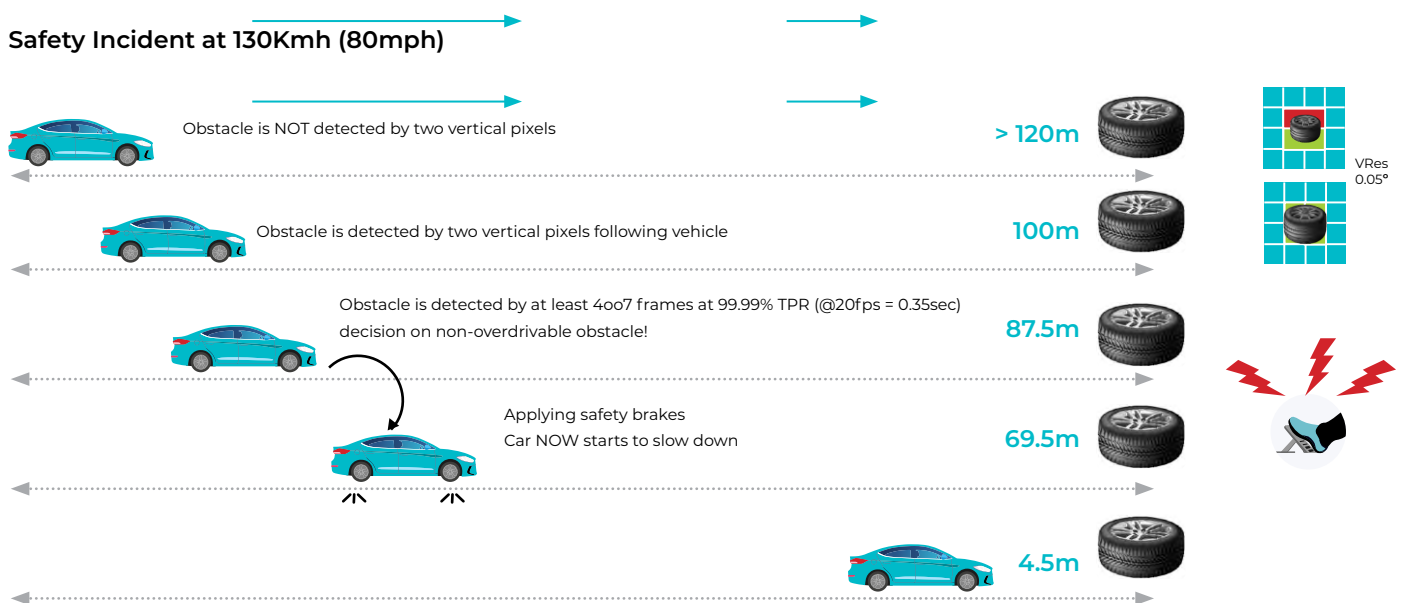 Safety Incident at 130Kmh (80mph)
Obstacle is NOT detected by two vertical pixels
> 120m
VRes
0.05°
Obstacle is detected by two vertical pixels following vehicle
100m
Obstacle is detected by at least 4oo7 frames at 99.99% TPR (@20fps = 0.35sec)
decision on non-overdrivable obstacle!
87.5m
Applying safety brakes
Car NOW starts to slow down
69.5m
4.5m